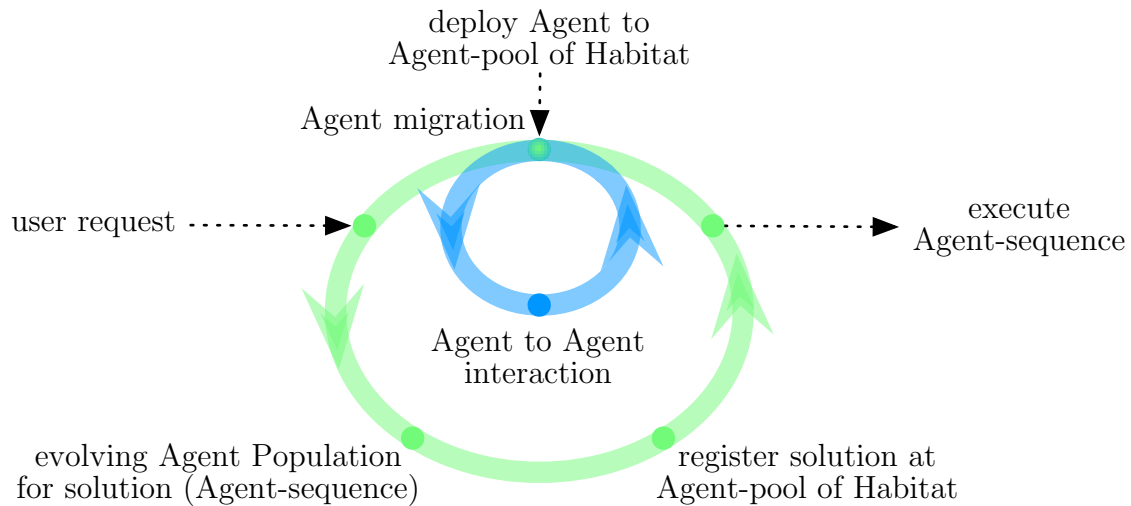 deploy Agent to
Agent-pool of Habitat
Agent migration
user request
execute
Agent-sequence
Agent to Agent
interaction
evolving Agent Population
for solution (Agent-sequence)
register solution at
Agent-pool of Habitat